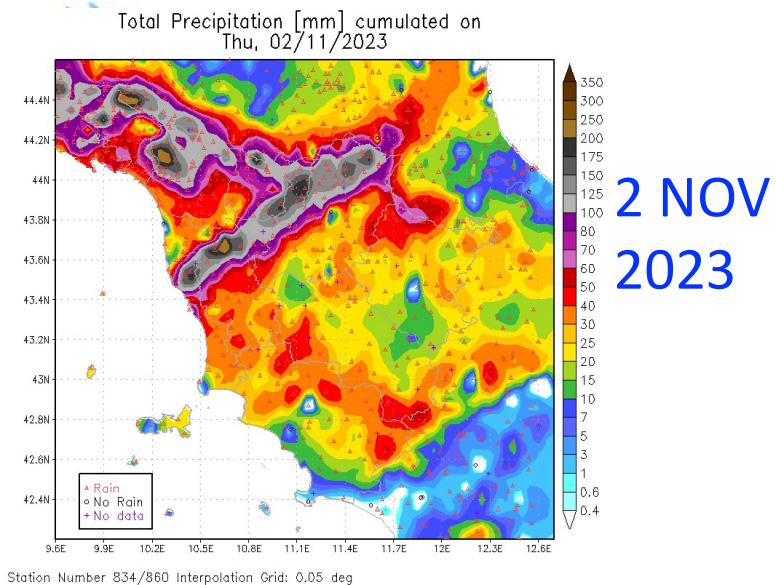 Total Precipitation [mm] cumulated on
Thu, 02/11/2023
44.4N
44.2N
44N
43.8N
43.6N
43.4N
43.2N
43N
42.8N
42.6N
42.4N
9.6E 9.9E 10.2E 10.5E 10.8E 11.1E 11.4E 11.7E 12E 12.3E 12.6E
Rain
No Rain
No data
350
300
250
200
175
150
125
100
80
70
60
50
40
30
25
20
15
10
7
5
3
1
0.6
0.4
2 NOV
2023
Station Number 834/860 Interpolation Grid: 0.05 deg